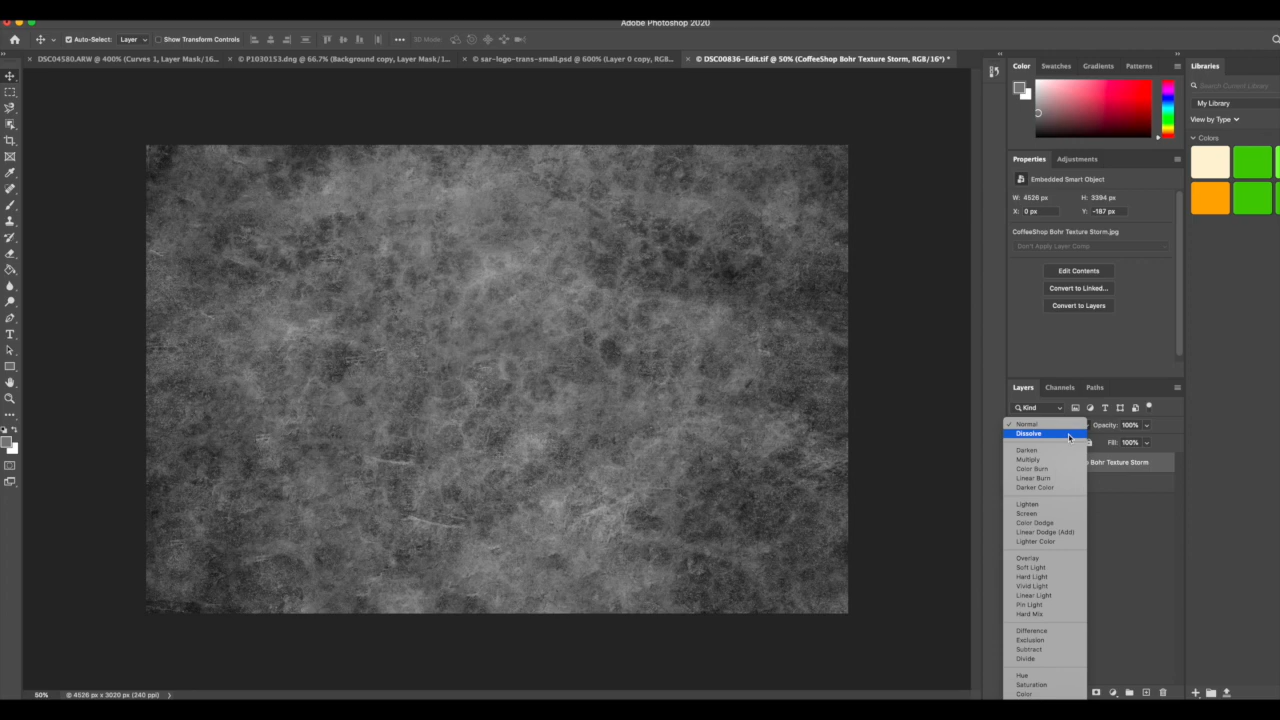 Adobe Photoshop 2020
Auto-Select: Layer Show Transform Controls 3D Mode:
DSC04580.ARW @ 400% (Curves 1, Layer Mask/16... P1030153.dng @ 66.7% (Background copy, Layer Mask/1... © sar-logo-trans-small.psd @ 600% (Layer 0 copy, RGB... © DSC00836-Edit.tif @ 50% (CoffeeShop Bohr Texture Storm, RGB/16*) *
Color Swatches Gradients Patterns
Libraries
Search Current Library
My Library
View by Type
Colors
Properties Adjustments
Embedded Smart Object
W: 4526 px H: 3394 px
X: 0 px Y: -187 px
CoffeeShop Bohr Texture Storm.jpg
Don't Apply Layer Comp
Edit Contents
Convert to Linked...
Convert to Layers
Layers Channels Paths
Kind
Normal
Opacity: 100%
Dissolve
Fill: 100%
Darken
Multiply
Bohr Texture Storm
Color Burn
Linear Burn
Darker Color
Lighten
Screen
Color Dodge
Linear Dodge (Add)
Lighter Color
Overlay
Soft Light
Hard Light
Vivid Light
Linear Light
Pin Light
Hard Mix
Difference
Exclusion
Subtract
Divide
Hue
Saturation
Color
50% © 4526 px x 3020 px (240 ppi)